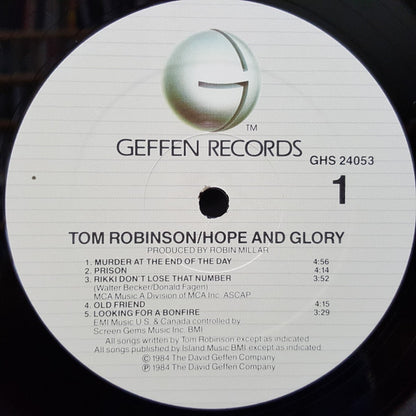 G
TM
GEFFEN RECORDS
GHS 24053
1
TOM ROBINSON/HOPE AND GLORY
PRODUCED BY ROBIN MILLAR
1. MURDER AT THE END OF THE DAY 4:56
2. PRISON 4:14
3. RIKKI DON'T LOSE THAT NUMBER 3:52
(Walter Becker/Donald Fagen)
MCA Music A Division of MCA Inc. ASCAP
4. OLD FRIEND 4:15
5. LOOKING FOR A BONFIRE 3:29
EMI Music U.S. & Canada controlled by
Screen Gems Music Inc. BMI
All songs written by Tom Robinson except as indicated.
All songs published by Island Music BMI except as indicated.
© 1984 The David Geffen Company
℗ 1984 The David Geffen Company